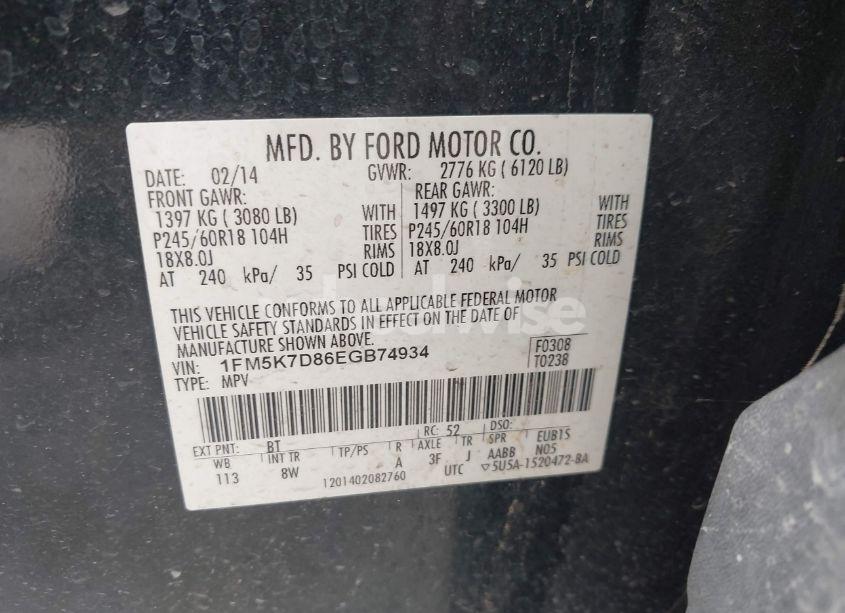 MFD. BY FORD MOTOR CO.
DATE: 02/14 GVWR: 2776 KG ( 6120 LB)
FRONT GAWR: REAR GAWR:
1397 KG ( 3080 LB) WITH 1497 KG ( 3300 LB) WITH
P245/60R18 104H TIRES P245/60R18 104H TIRES
18X8.0J RIMS 18X8.0J RIMS
AT 240 kPa/ 35 PSI COLD AT 240 kPa/ 35 PSI COLD
THIS VEHICLE CONFORMS TO ALL APPLICABLE FEDERAL MOTOR
VEHICLE SAFETY STANDARDS IN EFFECT ON THE DATE OF
MANUFACTURE SHOWN ABOVE.
VIN: 1FM5K7D86EGB74934 F0308
TYPE: MPV T0238
EXT PNT: BT RC: 52 DSO:
WB INT TR TP/PS R AXLE TR SPR EUB15
113 8W A 3F J AABB N05
1201402082760 UTC ▽5U5A-1520472-BA